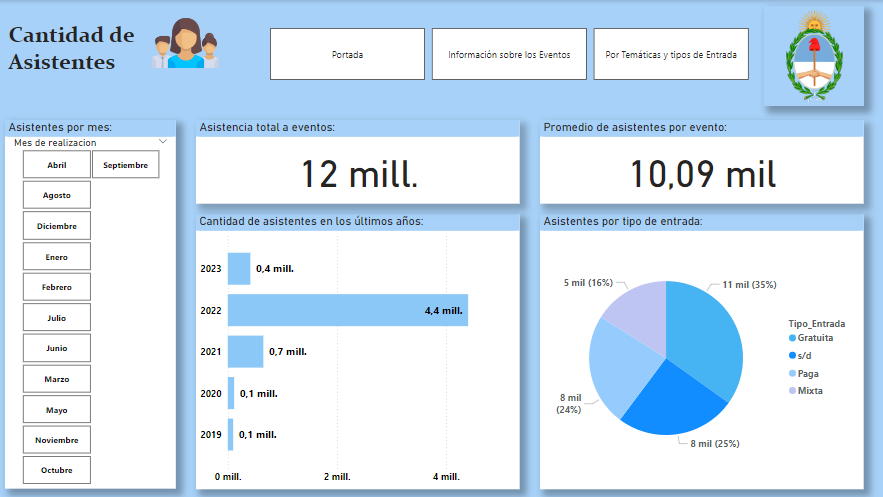 Cantidad de
Asistentes
Portada
Información sobre los Eventos
Por Temáticas y tipos de Entrada
Asistentes por mes:
Mes de realizacion
Abril
Septiembre
Agosto
Diciembre
Enero
Febrero
Julio
Junio
Marzo
Mayo
Noviembre
Octubre
Asistencia total a eventos:
12 mill.
Promedio de asistentes por evento:
10,09 mil
Cantidad de asistentes en los últimos años:
2023
0,4 mill.
2022
4,4 mill.
2021
0,7 mill.
2020
0,1 mill.
2019
0,1 mill.
0 mill.
2 mill.
4 mill.
Asistentes por tipo de entrada:
5 mil (16%)
11 mil (35%)
8 mil
(24%)
8 mil (25%)
Tipo_Entrada
Gratuita
s/d
Paga
Mixta